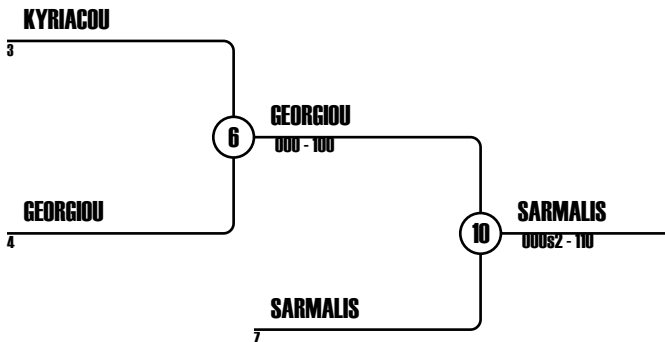 KYRIACOU
3
GEORGIOU
000 - 100
6
GEORGIOU
4
SARMALIS
000s2 - 110
10
SARMALIS
7